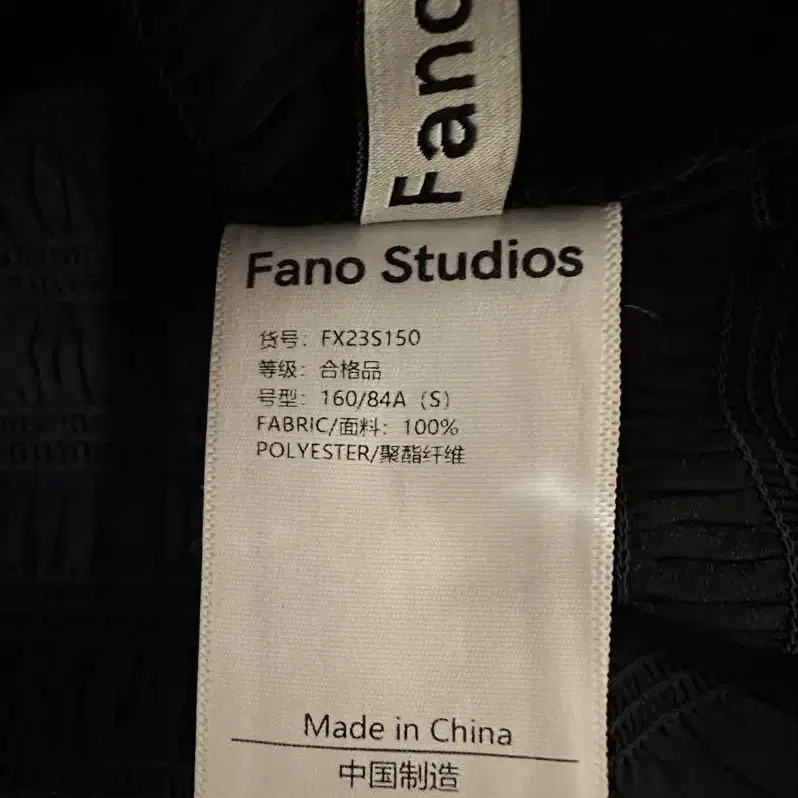 Fano
Fano Studios
货号: FX23S150
等级: 合格品
号型: 160/84A (S)
FABRIC/面料: 100%
POLYESTER/聚酯纤维
Made in China
中国制造